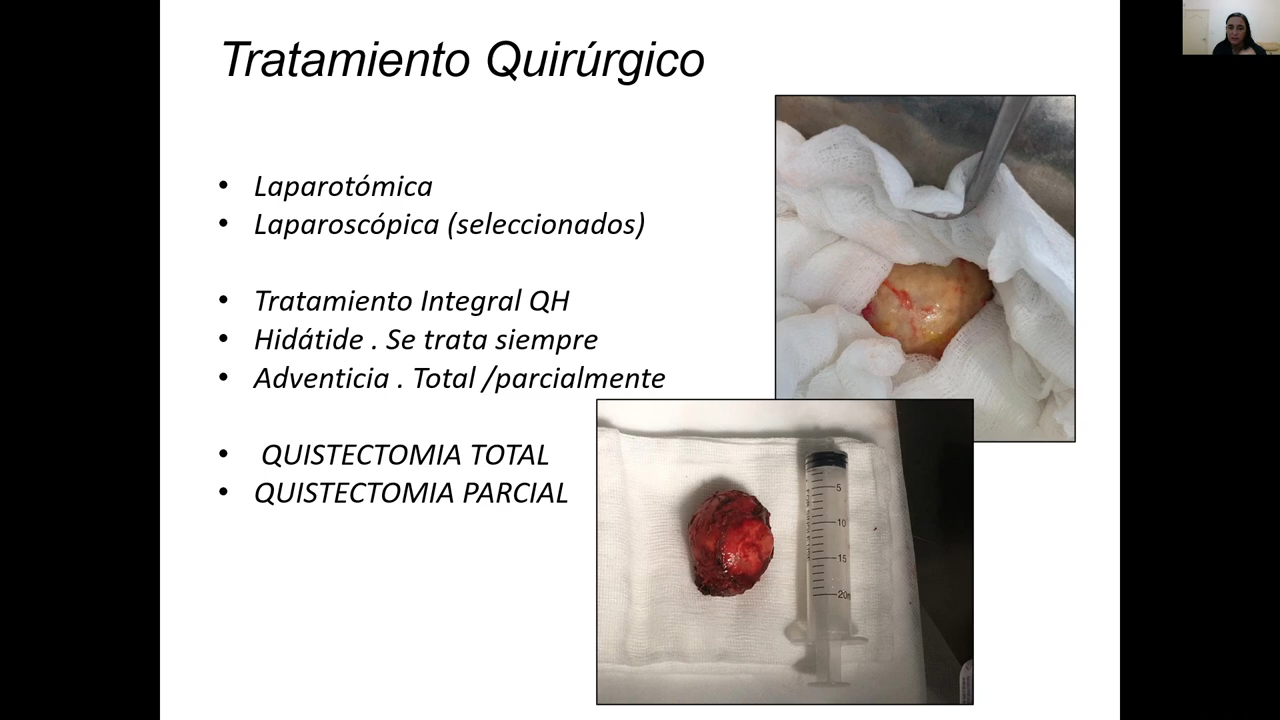 Tratamiento Quirúrgico
• Laparotómica
• Laparoscópica (seleccionados)
• Tratamiento Integral QH
• Hidátide . Se trata siempre
• Adventicia . Total /parcialmente
• QUISTECTOMIA TOTAL
• QUISTECTOMIA PARCIAL
5
10
15